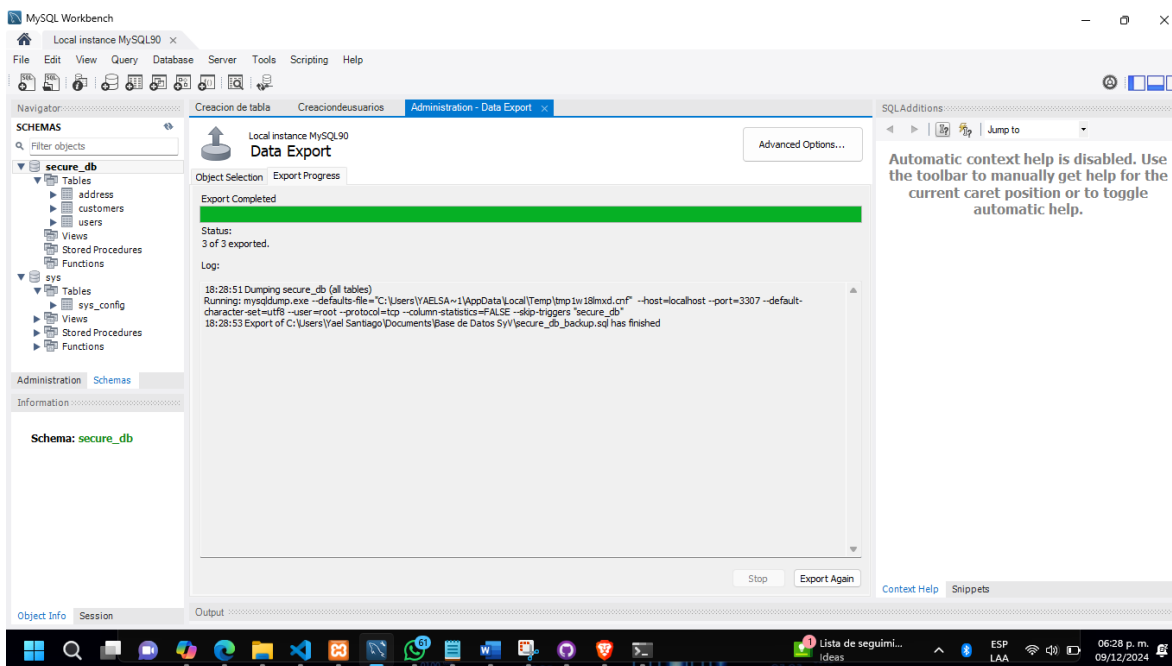 MySQL Workbench
Local instance MySQL90
File Edit View Query Database Server Tools Scripting Help
Navigator
SCHEMAS
Filter objects
secure_db
Tables
address
customers
users
Views
Stored Procedures
Functions
sys
Tables
sys_config
Views
Stored Procedures
Functions
Administration Schemas
Information
Schema: secure_db
Object Info Session
Creacion de tabla Creaciondeusuarios Administration - Data Export
Local instance MySQL90
Data Export
Advanced Options...
Object Selection Export Progress
Export Completed
Status:
3 of 3 exported.
Log:
18:28:51 Dumping secure_db (all tables)
Running: mysqldump.exe --defaults-file="C:\Users\YAELSA~1\AppData\Local\Temp\tmp1w18lmxd.cnf" --host=localhost --port=3307 --default-
character-set=utf8 --user=root --protocol=tcp --column-statistics=FALSE --skip-triggers "secure_db"
18:28:53 Export of C:\Users\Yael Santiago\Documents\Base de Datos SyV\secure_db_backup.sql has finished
Stop Export Again
Output
SQLAdditions
Jump to
Automatic context help is disabled. Use
the toolbar to manually get help for the
current caret position or to toggle
automatic help.
Context Help Snippets
61
1
Lista de seguimi...
Ideas
ESP
LAA
06:28 p. m.
09/12/2024